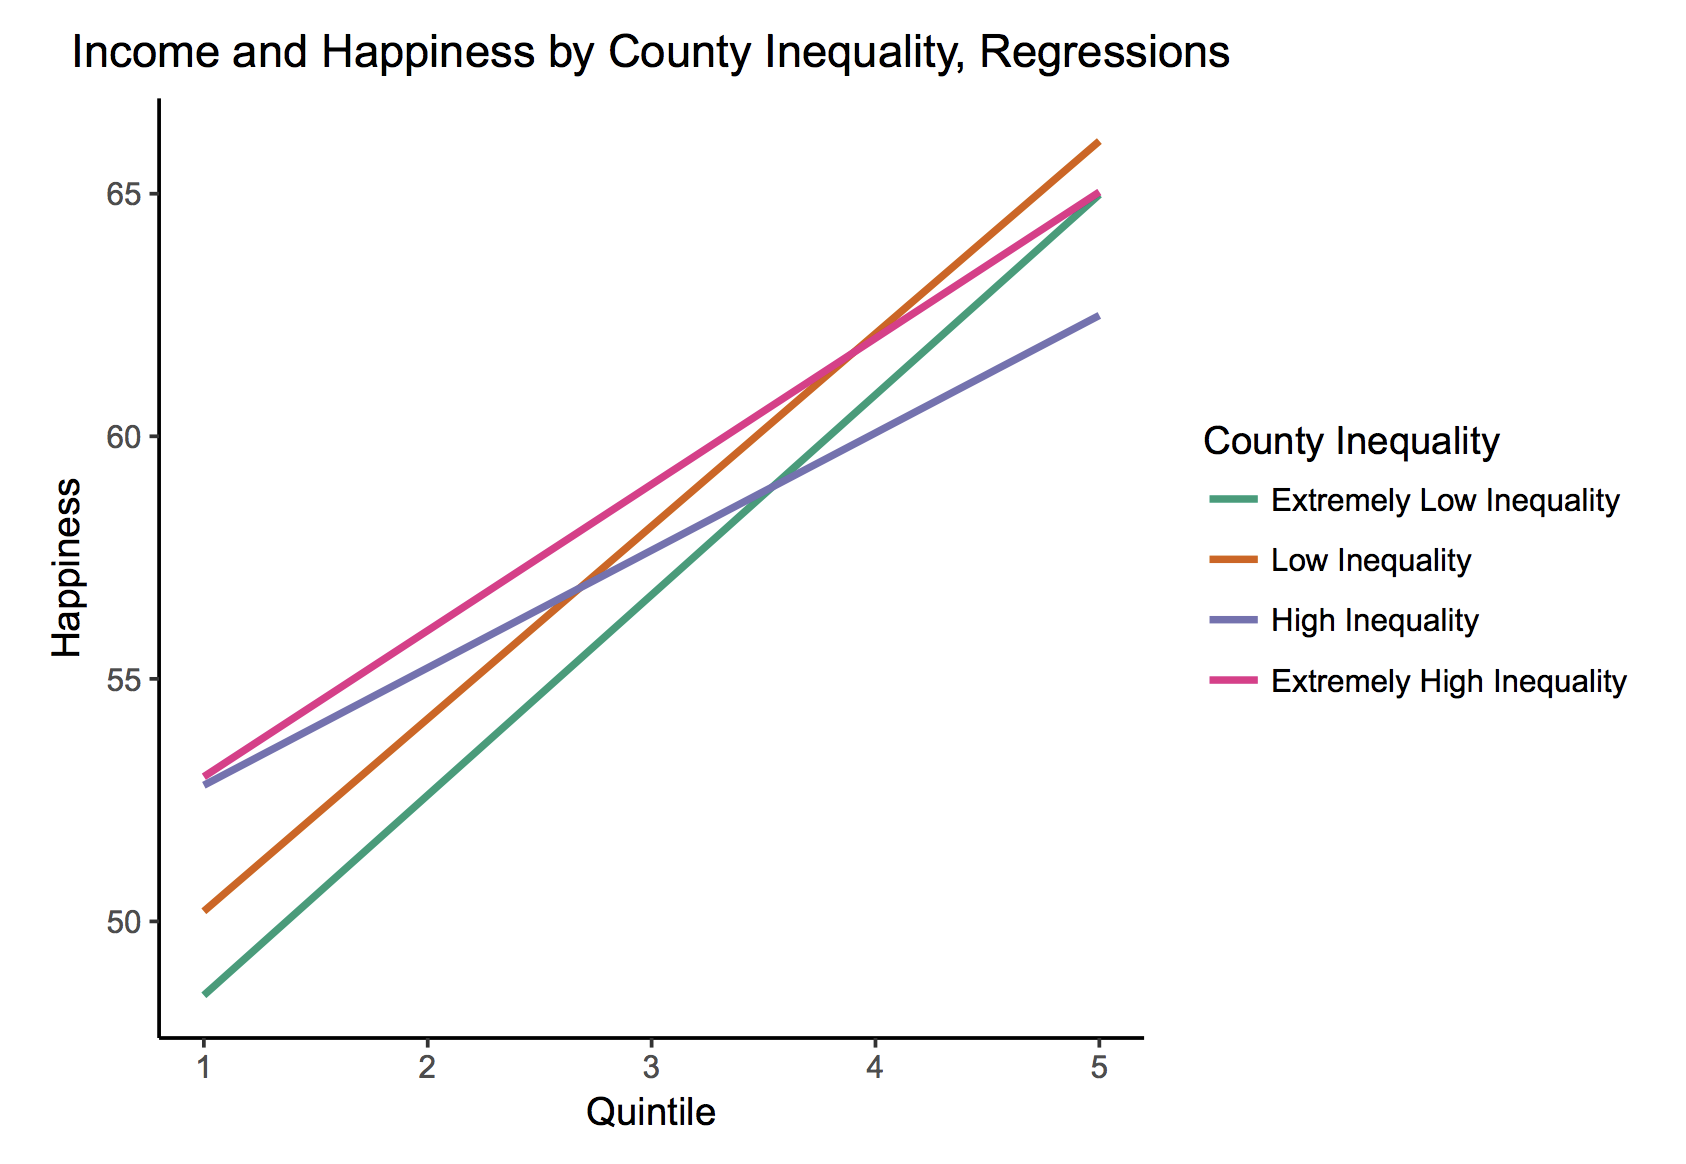 Income and Happiness by County Inequality, Regressions
65
60
55
50
Happiness
1 2 3 4 5
Quintile
County Inequality
Extremely Low Inequality
Low Inequality
High Inequality
Extremely High Inequality